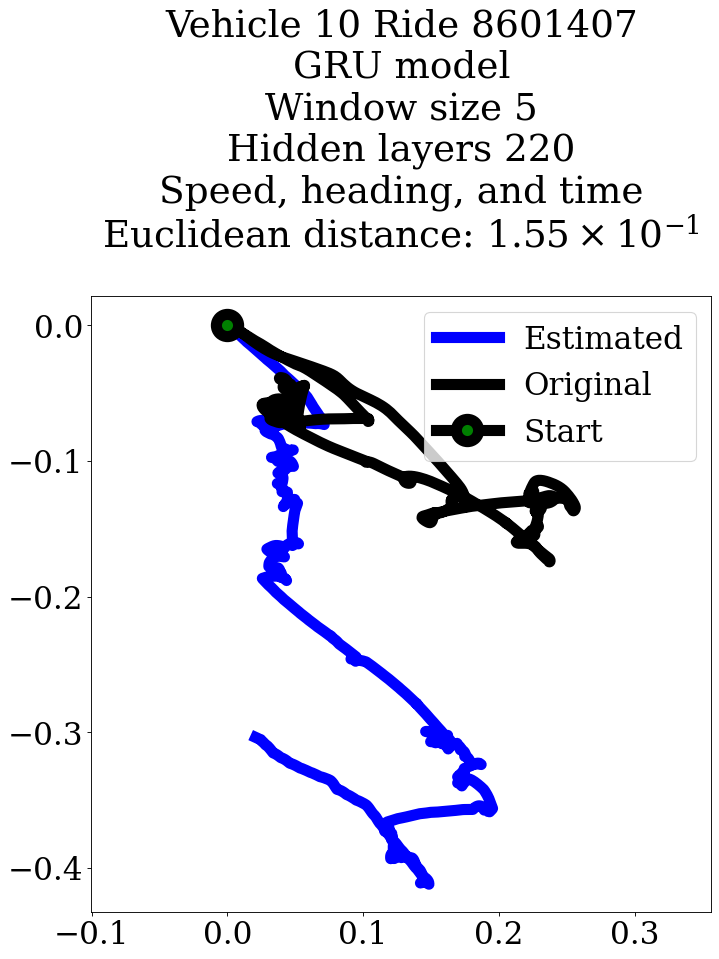 Vehicle 10 Ride 8601407
GRU model
Window size 5
Hidden layers 220
Speed, heading, and time
Euclidean distance: 1.55 × 10⁻¹
Estimated
Original
Start
0.0
−0.1
−0.2
−0.3
−0.4
−0.1 0.0 0.1 0.2 0.3